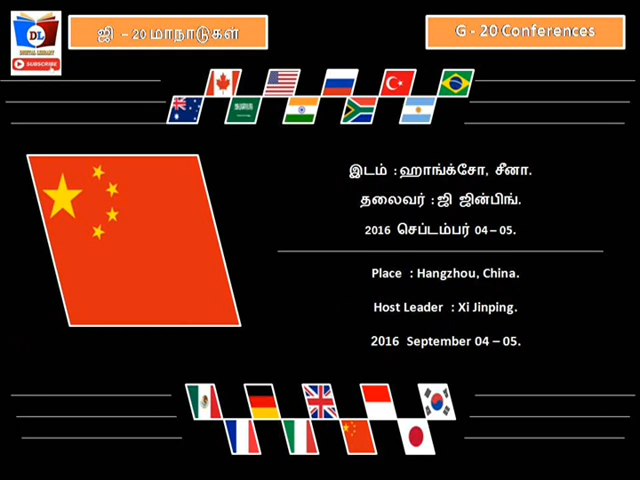 DL
DIGITAL LIBRARY
SUBSCRIBE
ஜி – 20 மாநாடுகள்
G - 20 Conferences
இடம் : ஹாங்க்சோ, சீனா.
தலைவர் : ஜி ஜின்பிங்.
2016 செப்டம்பர் 04 – 05.
Place : Hangzhou, China.
Host Leader : Xi Jinping.
2016 September 04 – 05.